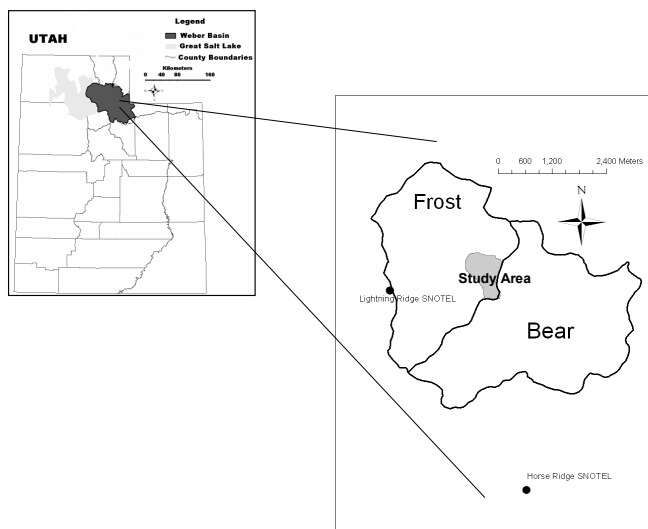 Legend
UTAH
Weber Basin
Great Salt Lake
County Boundaries
Kilometers
0 40 80 160
0 600 1,200 2,400 Meters
N
Frost
Study Area
Lightning Ridge SNOTEL
Bear
Horse Ridge SNOTEL